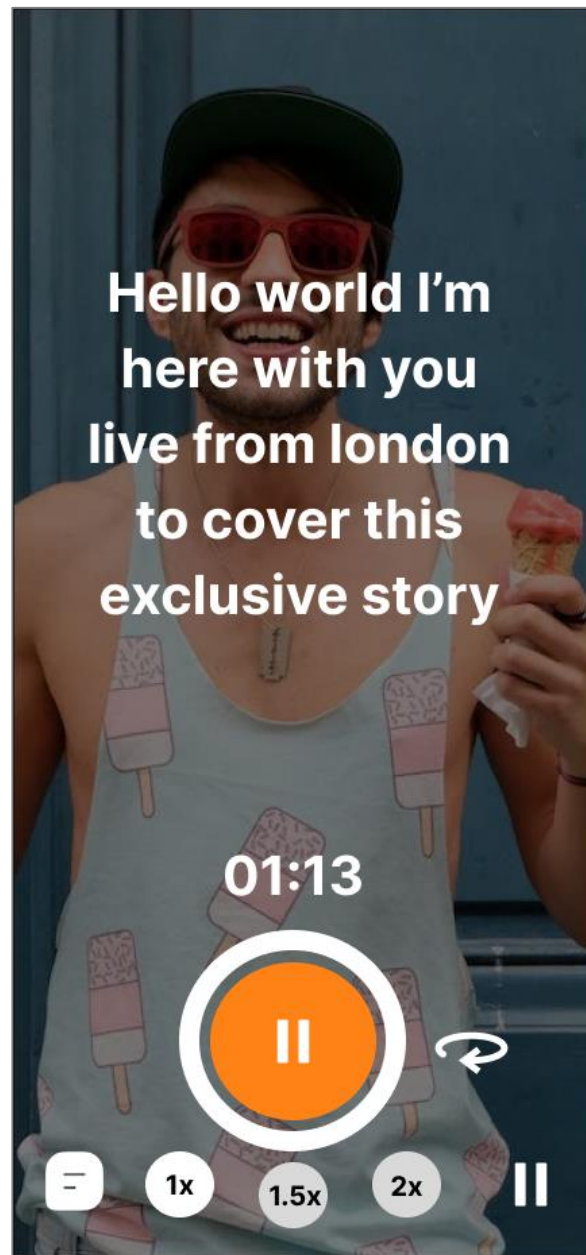 Hello world I’m
here with you
live from london
to cover this
exclusive story
01:13
1x
1.5x
2x